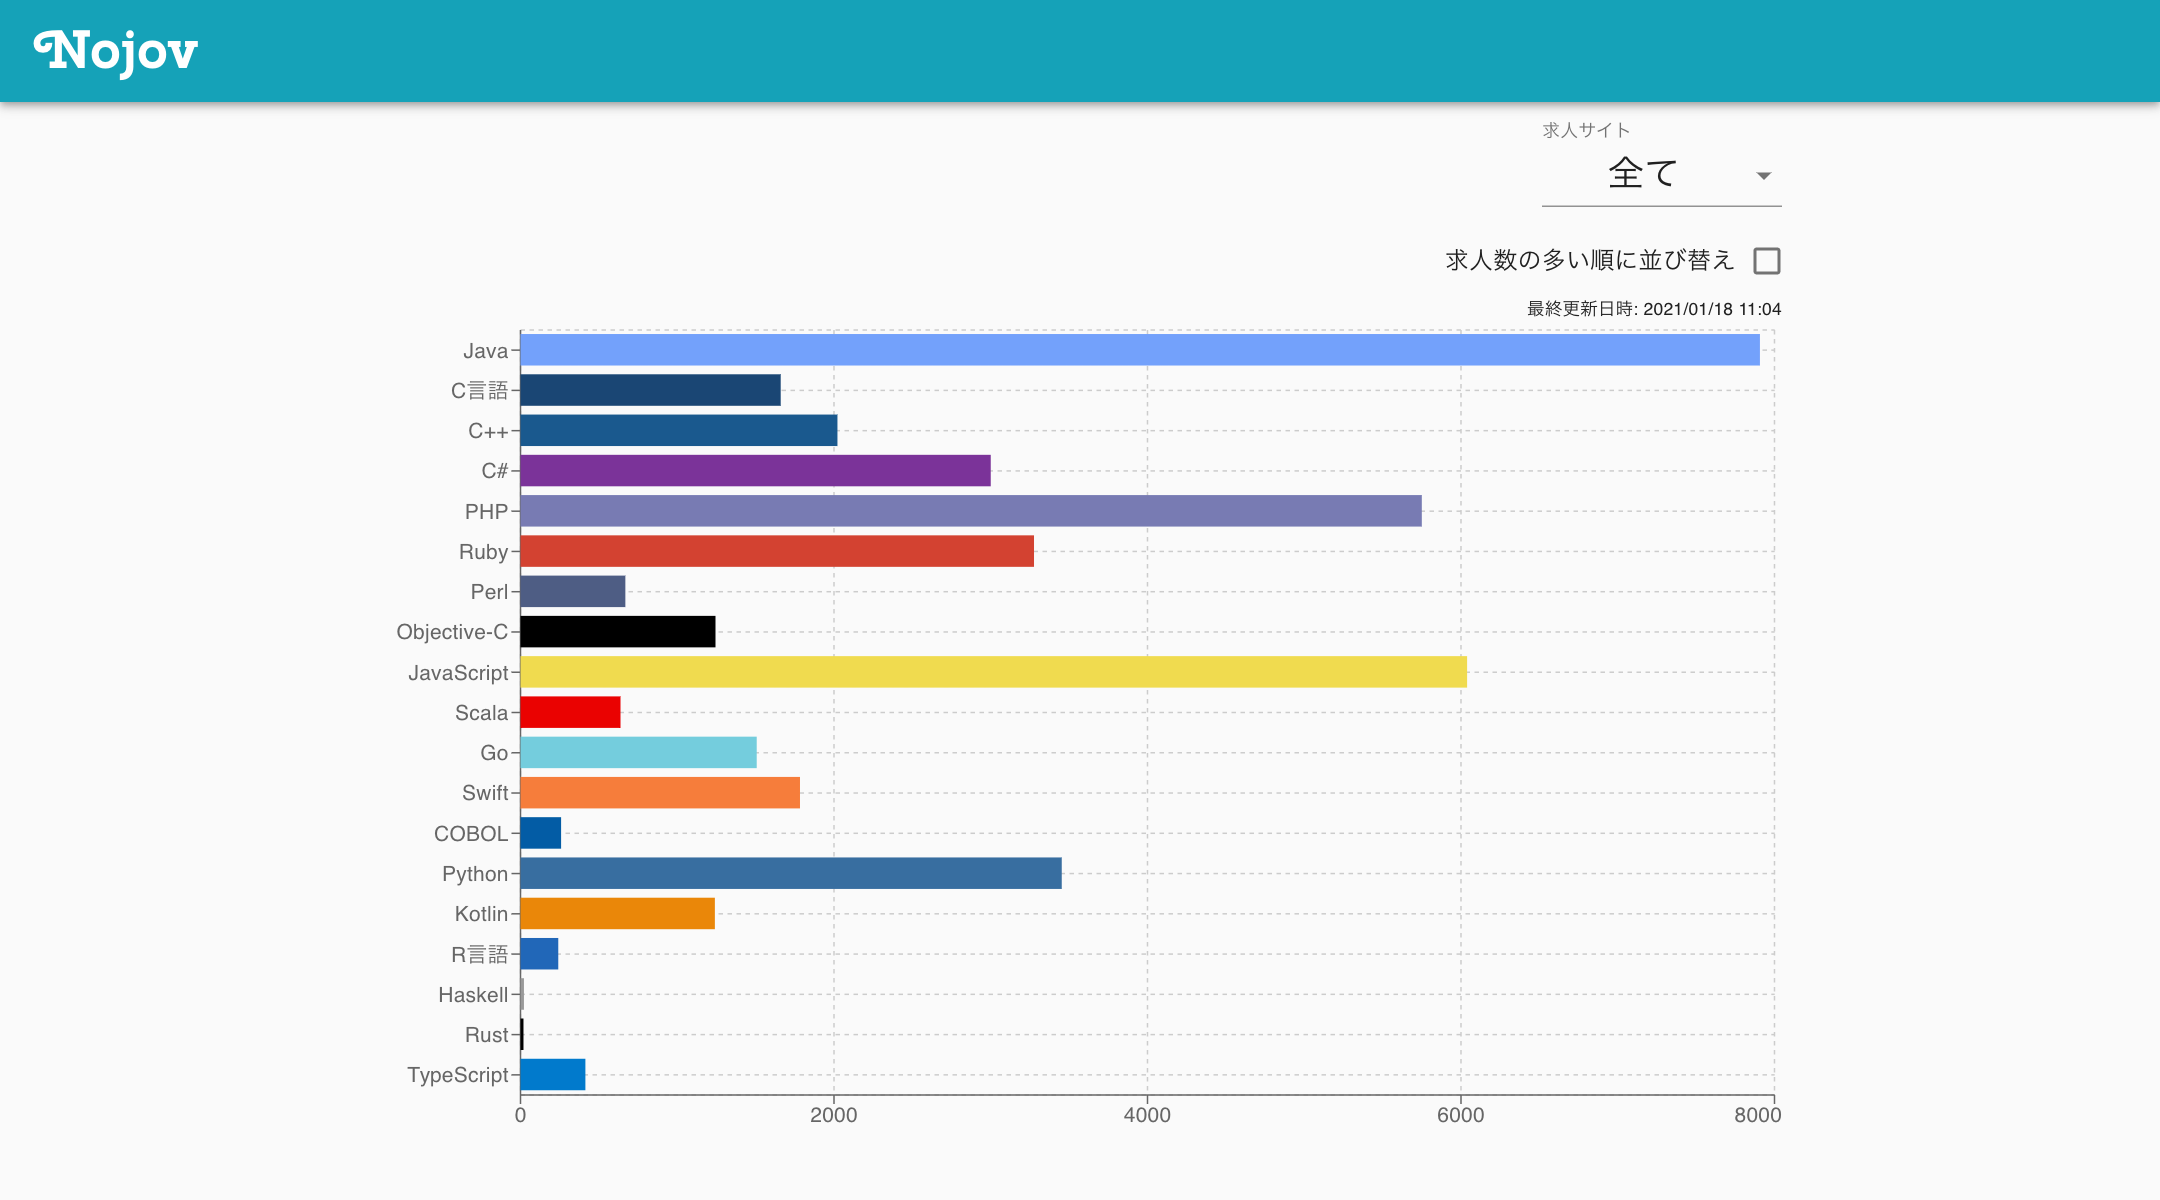 Nojov
求人サイト
全て
求人数の多い順に並び替え
最終更新日時: 2021/01/18 11:04
Java
C言語
C++
C#
PHP
Ruby
Perl
Objective-C
JavaScript
Scala
Go
Swift
COBOL
Python
Kotlin
R言語
Haskell
Rust
TypeScript
0 2000 4000 6000 8000